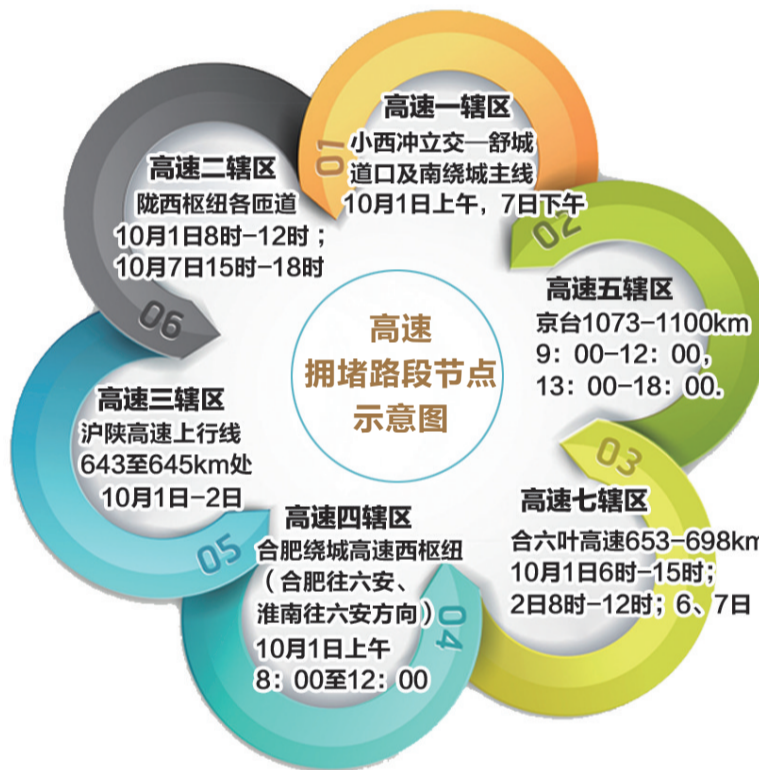 高速
拥堵路段节点
示意图
01
高速一辖区
小西冲立交—舒城
道口及南绕城主线
10月1日上午，7日下午
02
高速五辖区
京台1073-1100km
9：00-12：00，
13：00-18：00.
03
高速七辖区
合六叶高速653-698km
10月1日6时-15时；
2日8时-12时；6、7日
04
高速四辖区
合肥绕城高速西枢纽
（合肥往六安、
淮南往六安方向）
10月1日上午
8：00至12：00
05
高速三辖区
沪陕高速上行线
643至645km处
10月1日-2日
06
高速二辖区
陇西枢纽各匝道
10月1日8时-12时；
10月7日15时-18时